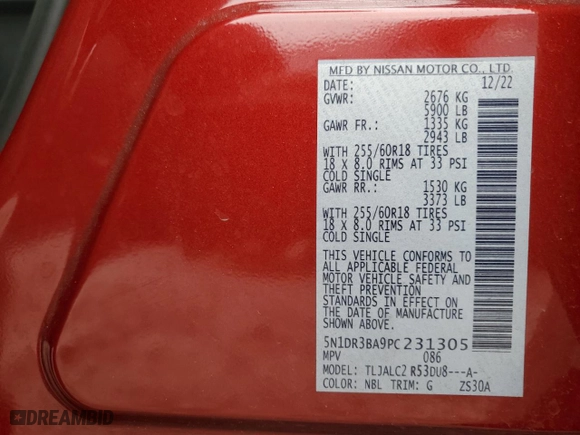 MFD BY NISSAN MOTOR CO., LTD.
DATE: 12/22
GVWR: 2676 KG
5900 LB
GAWR FR.: 1335 KG
2943 LB
WITH 255/60R18 TIRES
18 X 8.0 RIMS AT 33 PSI
COLD SINGLE
GAWR RR.: 1530 KG
3373 LB
WITH 255/60R18 TIRES
18 X 8.0 RIMS AT 33 PSI
COLD SINGLE
THIS VEHICLE CONFORMS TO
ALL APPLICABLE FEDERAL
MOTOR VEHICLE SAFETY AND
THEFT PREVENTION
STANDARDS IN EFFECT ON
THE DATE OF MANUFACTURE
SHOWN ABOVE.
5N1DR3BA9PC231305
MPV 086
MODEL: TLJALC2 R53DU8---A-
COLOR: NBL TRIM: G ZS30A
DREAMBID